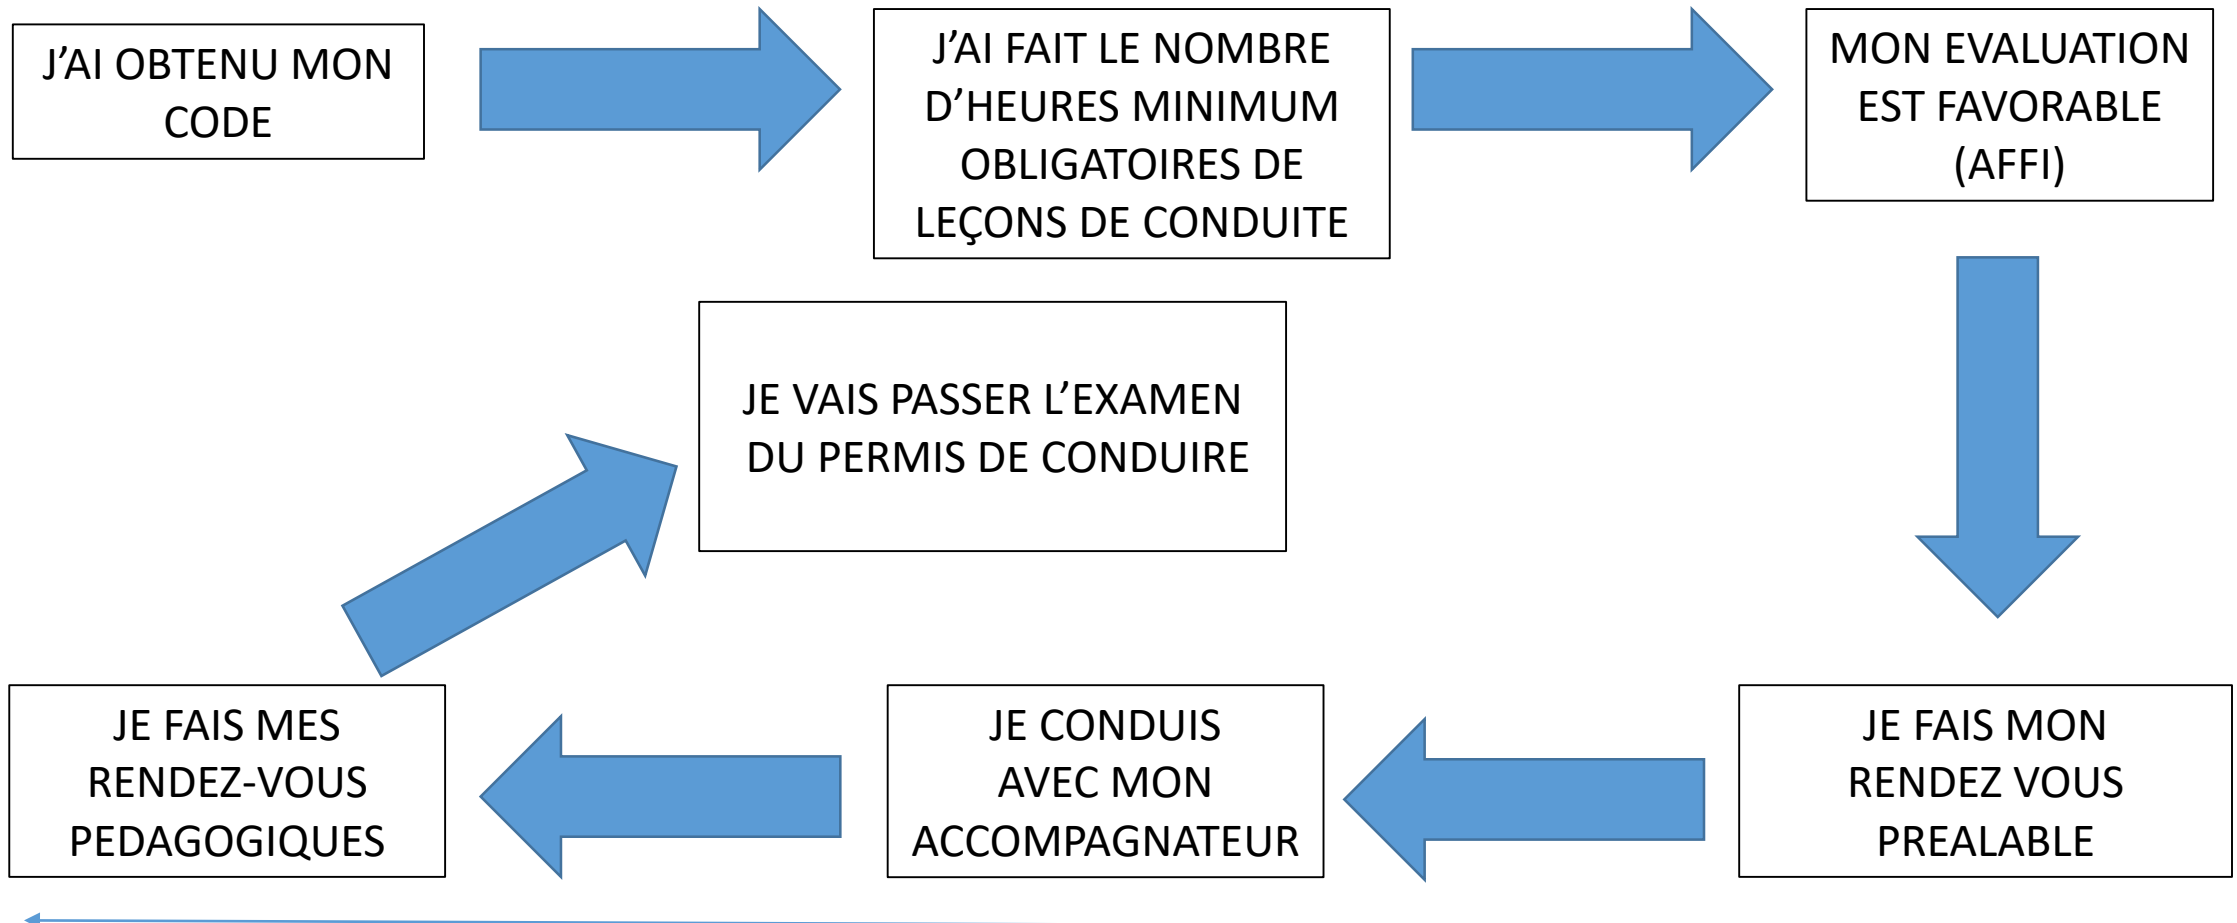 J’AI OBTENU MON
CODE
J’AI FAIT LE NOMBRE
D’HEURES MINIMUM
OBLIGATOIRES DE
LEÇONS DE CONDUITE
MON EVALUATION
EST FAVORABLE
(AFFI)
JE VAIS PASSER L’EXAMEN
DU PERMIS DE CONDUIRE
JE FAIS MES
RENDEZ-VOUS
PEDAGOGIQUES
JE CONDUIS
AVEC MON
ACCOMPAGNATEUR
JE FAIS MON
RENDEZ VOUS
PREALABLE